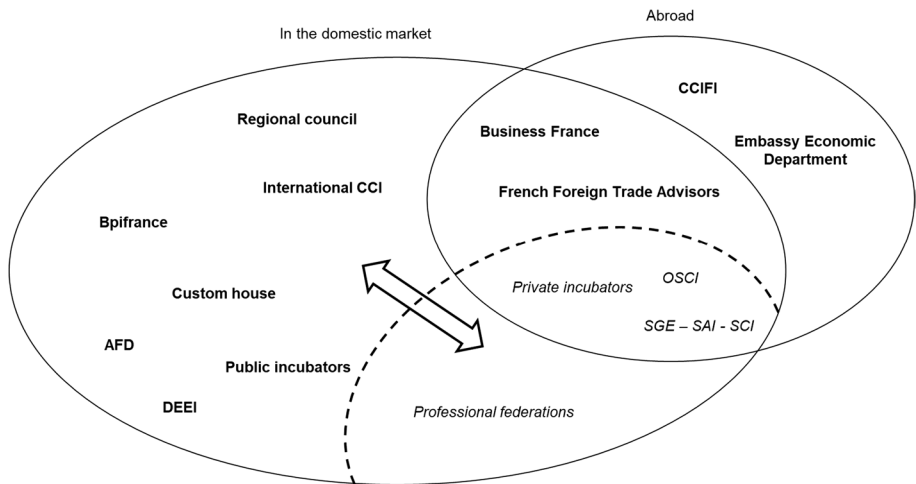 Abroad
In the domestic market
CCIFI
Regional council
Business France
Embassy Economic
Department
International CCI
French Foreign Trade Advisors
Bpifrance
Private incubators
OSCI
Custom house
SGE – SAI - SCI
AFD
Public incubators
DEEI
Professional federations